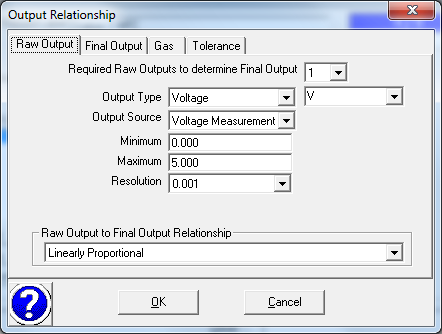 Output Relationship
Raw Output Final Output Gas Tolerance
Required Raw Outputs to determine Final Output 1
Output Type Voltage V
Output Source Voltage Measurement
Minimum 0.000
Maximum 5.000
Resolution 0.001
Raw Output to Final Output Relationship
Linearly Proportional
? OK Cancel